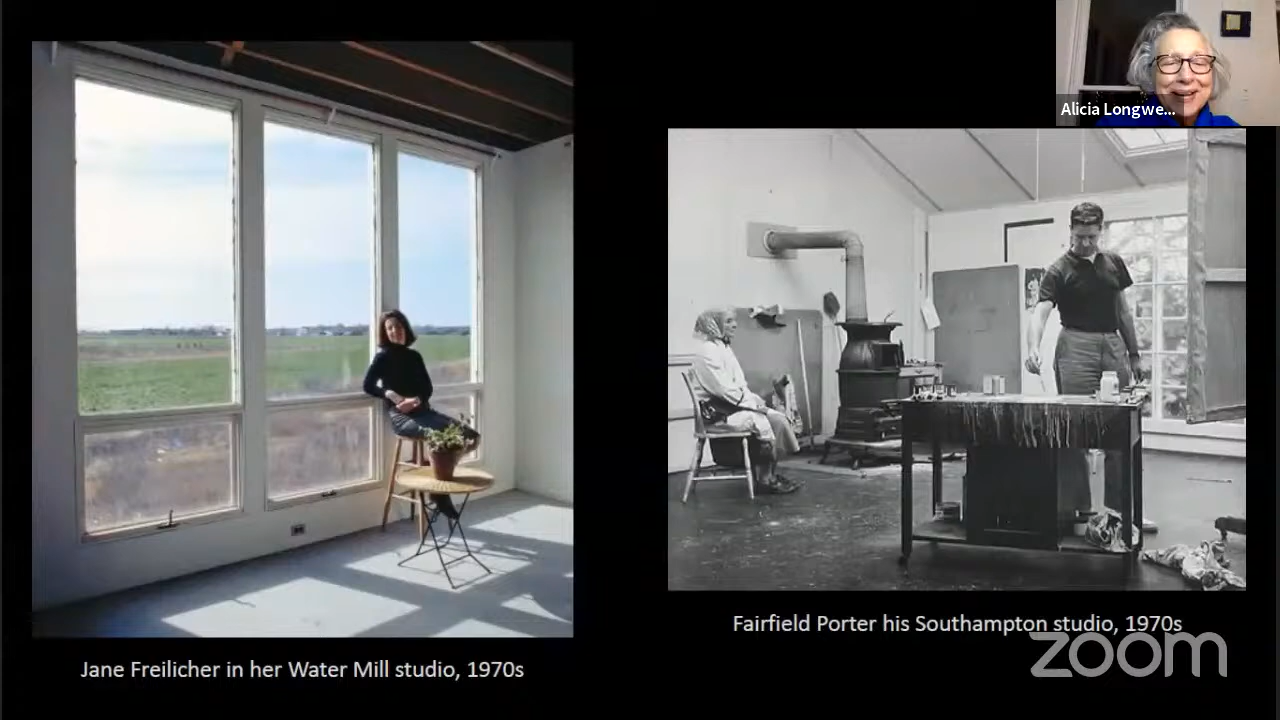 Alicia Longwe...
Jane Freilicher in her Water Mill studio, 1970s
Fairfield Porter his Southampton studio, 1970s
zoom